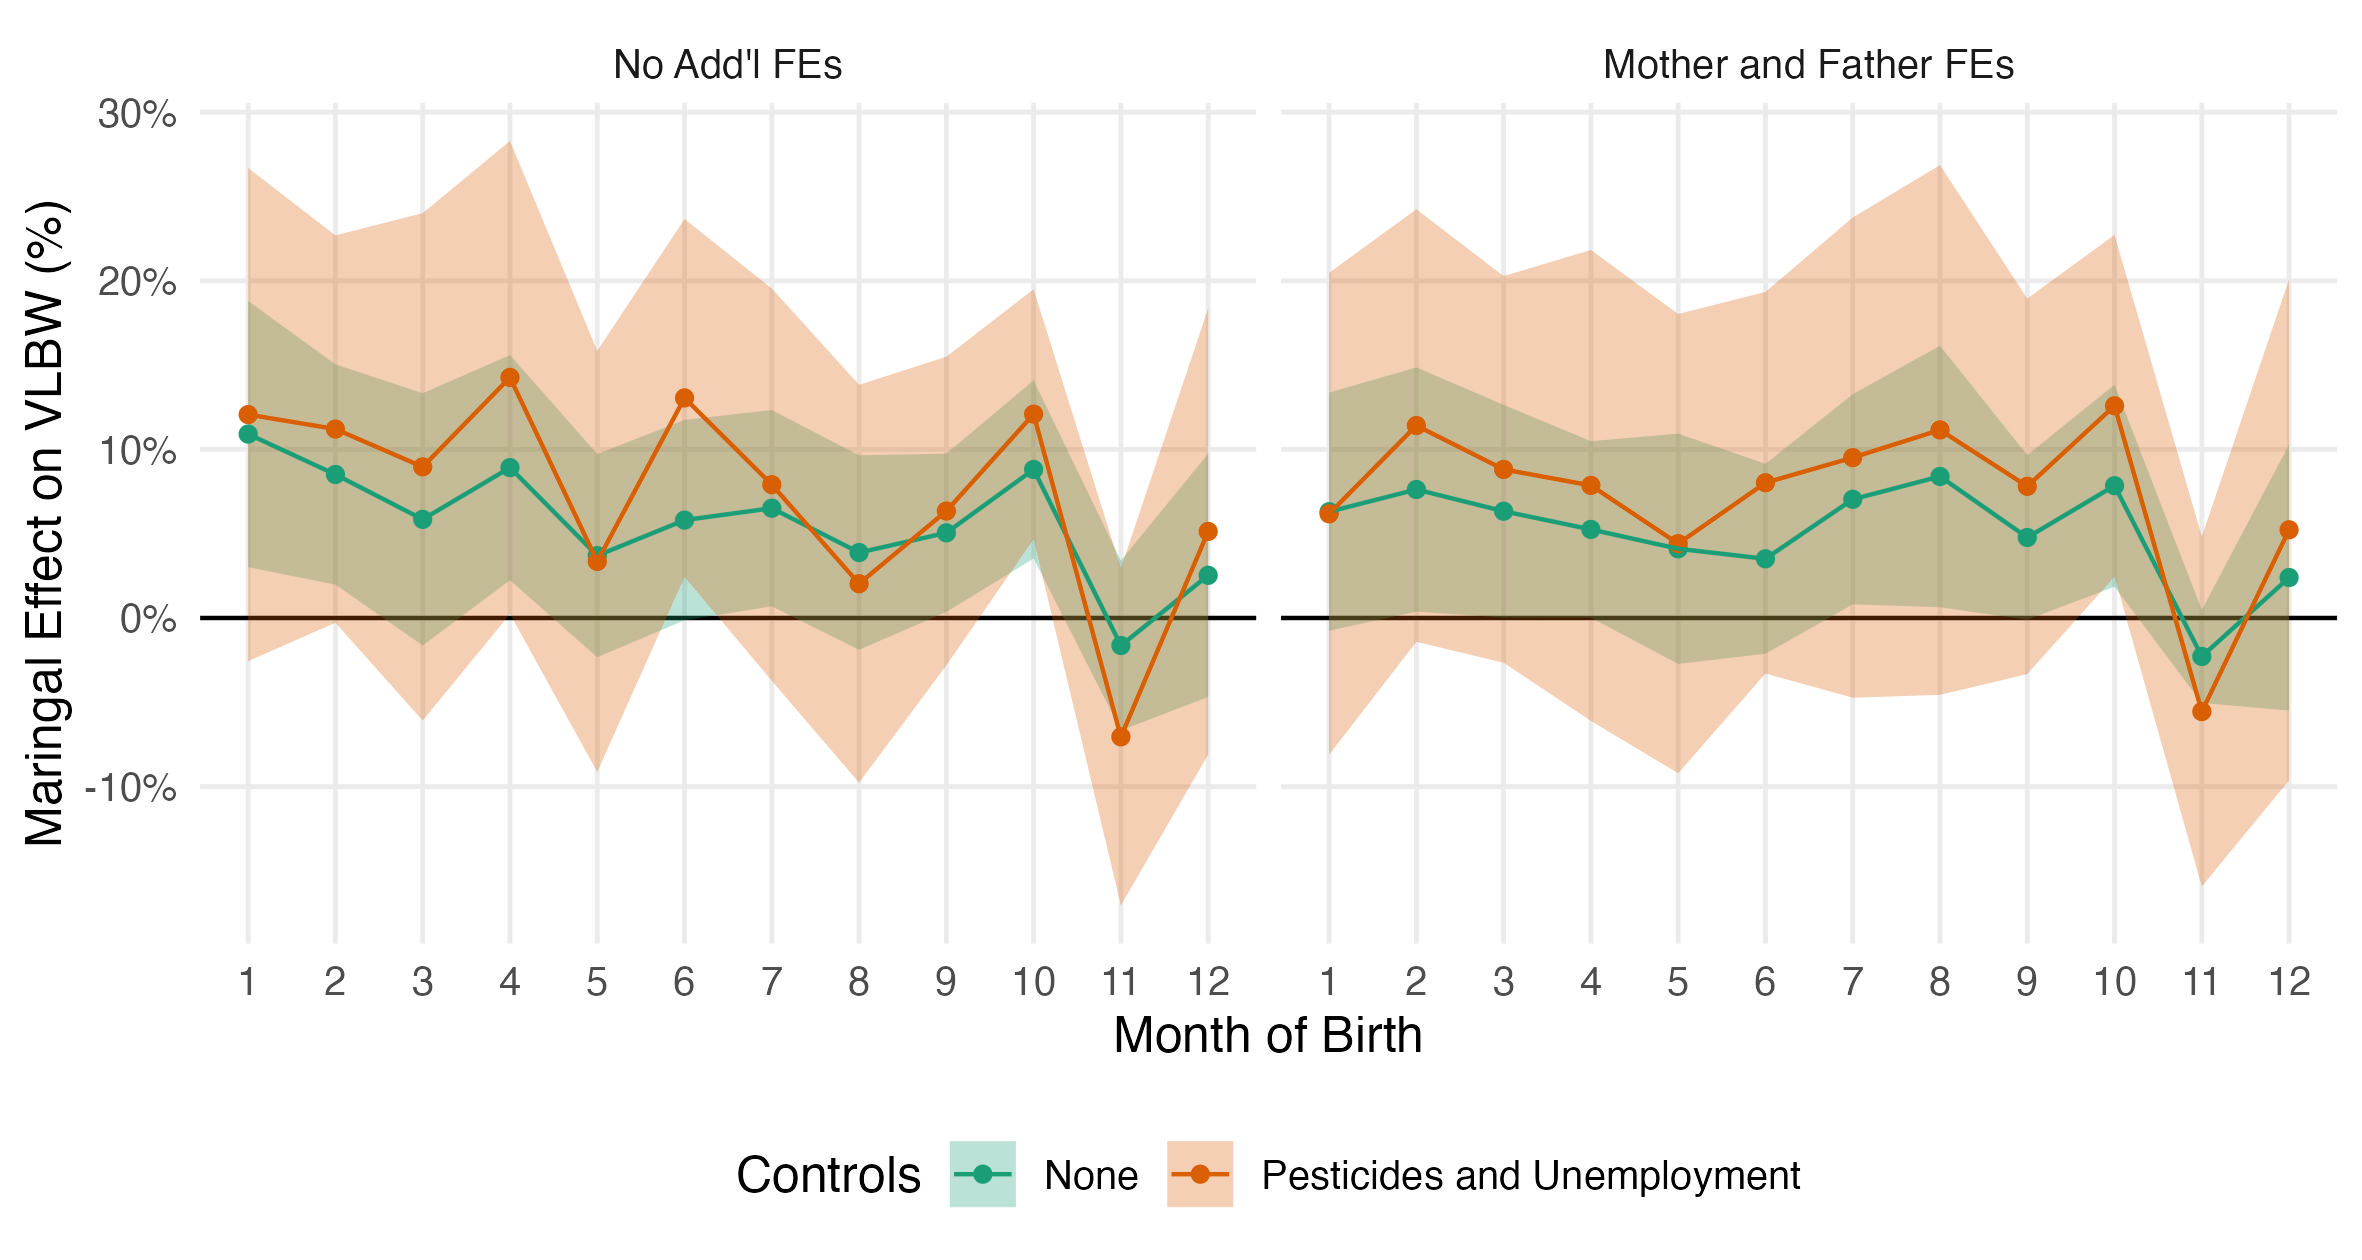 No Add'l FEs
Mother and Father FEs
Maringal Effect on VLBW (%)
30%
20%
10%
0%
-10%
1 2 3 4 5 6 7 8 9 10 11 12
1 2 3 4 5 6 7 8 9 10 11 12
Month of Birth
Controls None Pesticides and Unemployment